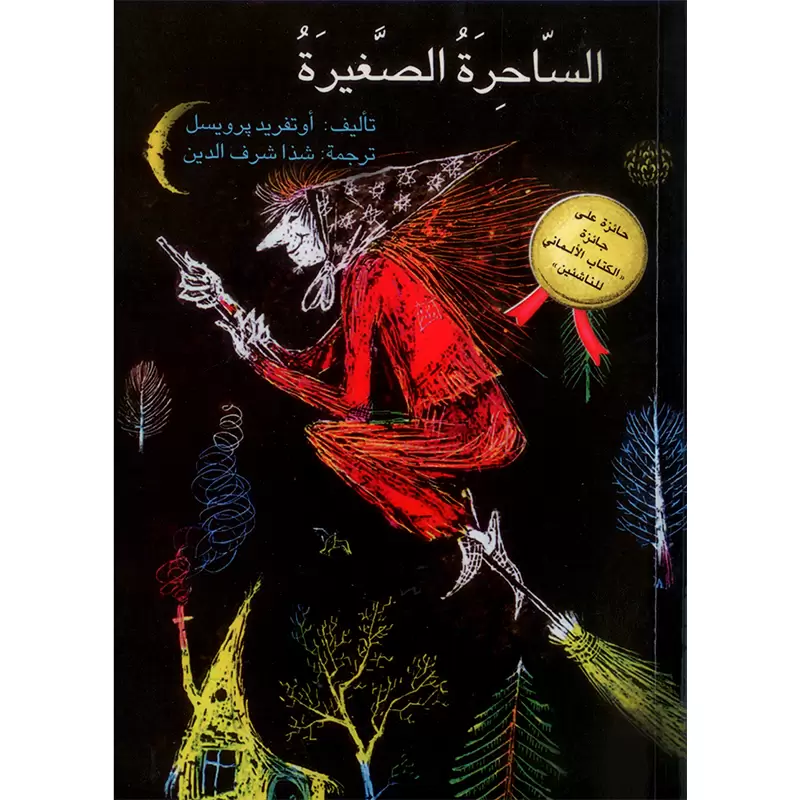 السّاحِرَةُ الصَّغيرَةُ
تأليف: أوتفريد پرويسل
ترجمة: شذا شرف الدين
حائزة على
جائزة
«الكتاب الألماني
للناشئين»